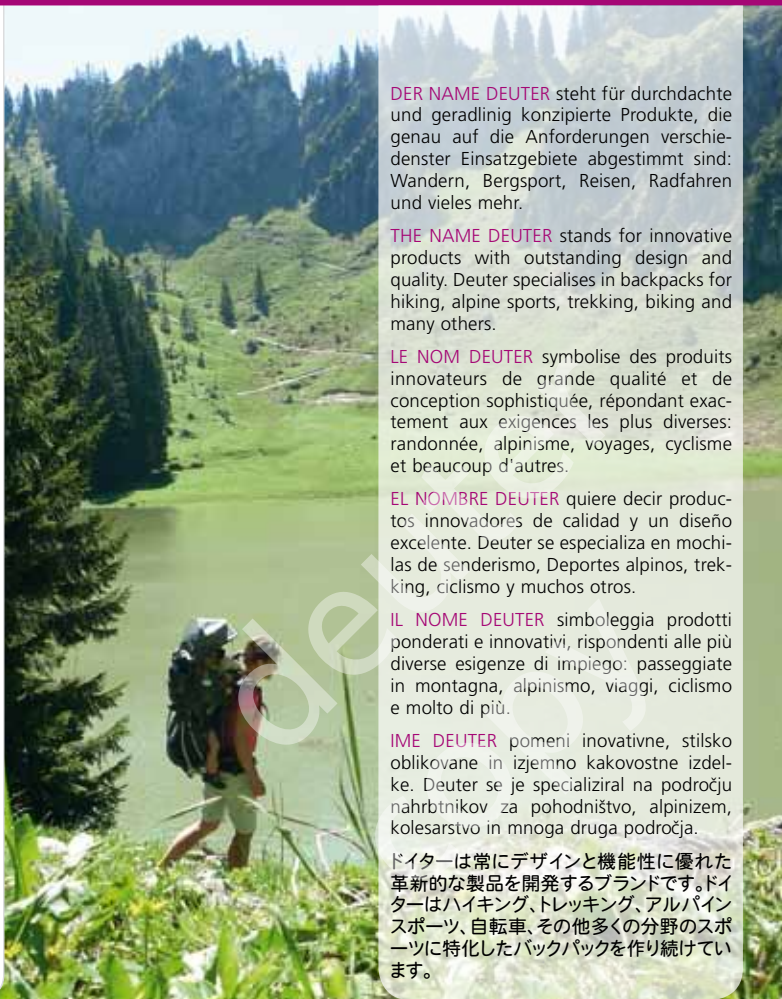 DER NAME DEUTER steht für durchdachte
und geradlinig konzipierte Produkte, die
genau auf die Anforderungen verschie-
denster Einsatzgebiete abgestimmt sind:
Wandern, Bergsport, Reisen, Radfahren
und vieles mehr.
THE NAME DEUTER stands for innovative
products with outstanding design and
quality. Deuter specialises in backpacks for
hiking, alpine sports, trekking, biking and
many others.
LE NOM DEUTER symbolise des produits
innovateurs de grande qualité et de
conception sophistiquée, répondant exac-
tement aux exigences les plus diverses:
randonnée, alpinisme, voyages, cyclisme
et beaucoup d'autres.
EL NOMBRE DEUTER quiere decir produc-
tos innovadores de calidad y un diseño
excelente. Deuter se especializa en mochi-
las de senderismo, Deportes alpinos, trek-
king, ciclismo y muchos otros.
IL NOME DEUTER simboleggia prodotti
ponderati e innovativi, rispondenti alle più
diverse esigenze di impiego: passeggiate
in montagna, alpinismo, viaggi, ciclismo
e molto di più.
IME DEUTER pomeni inovativne, stilsko
oblikovane in izjemno kakovostne izdel-
ke. Deuter se je specializiral na področju
nahrbtnikov za pohodništvo, alpinizem,
kolesarstvo in mnoga druga področja.
ドイターは常にデザインと機能性に優れた
革新的な製品を開発するブランドです。ドイ
ターはハイキング、トレッキング、アルパイン
スポーツ、自転車、その他多くの分野のスポ
ーツに特化したバックパックを作り続けてい
ます。
deuter